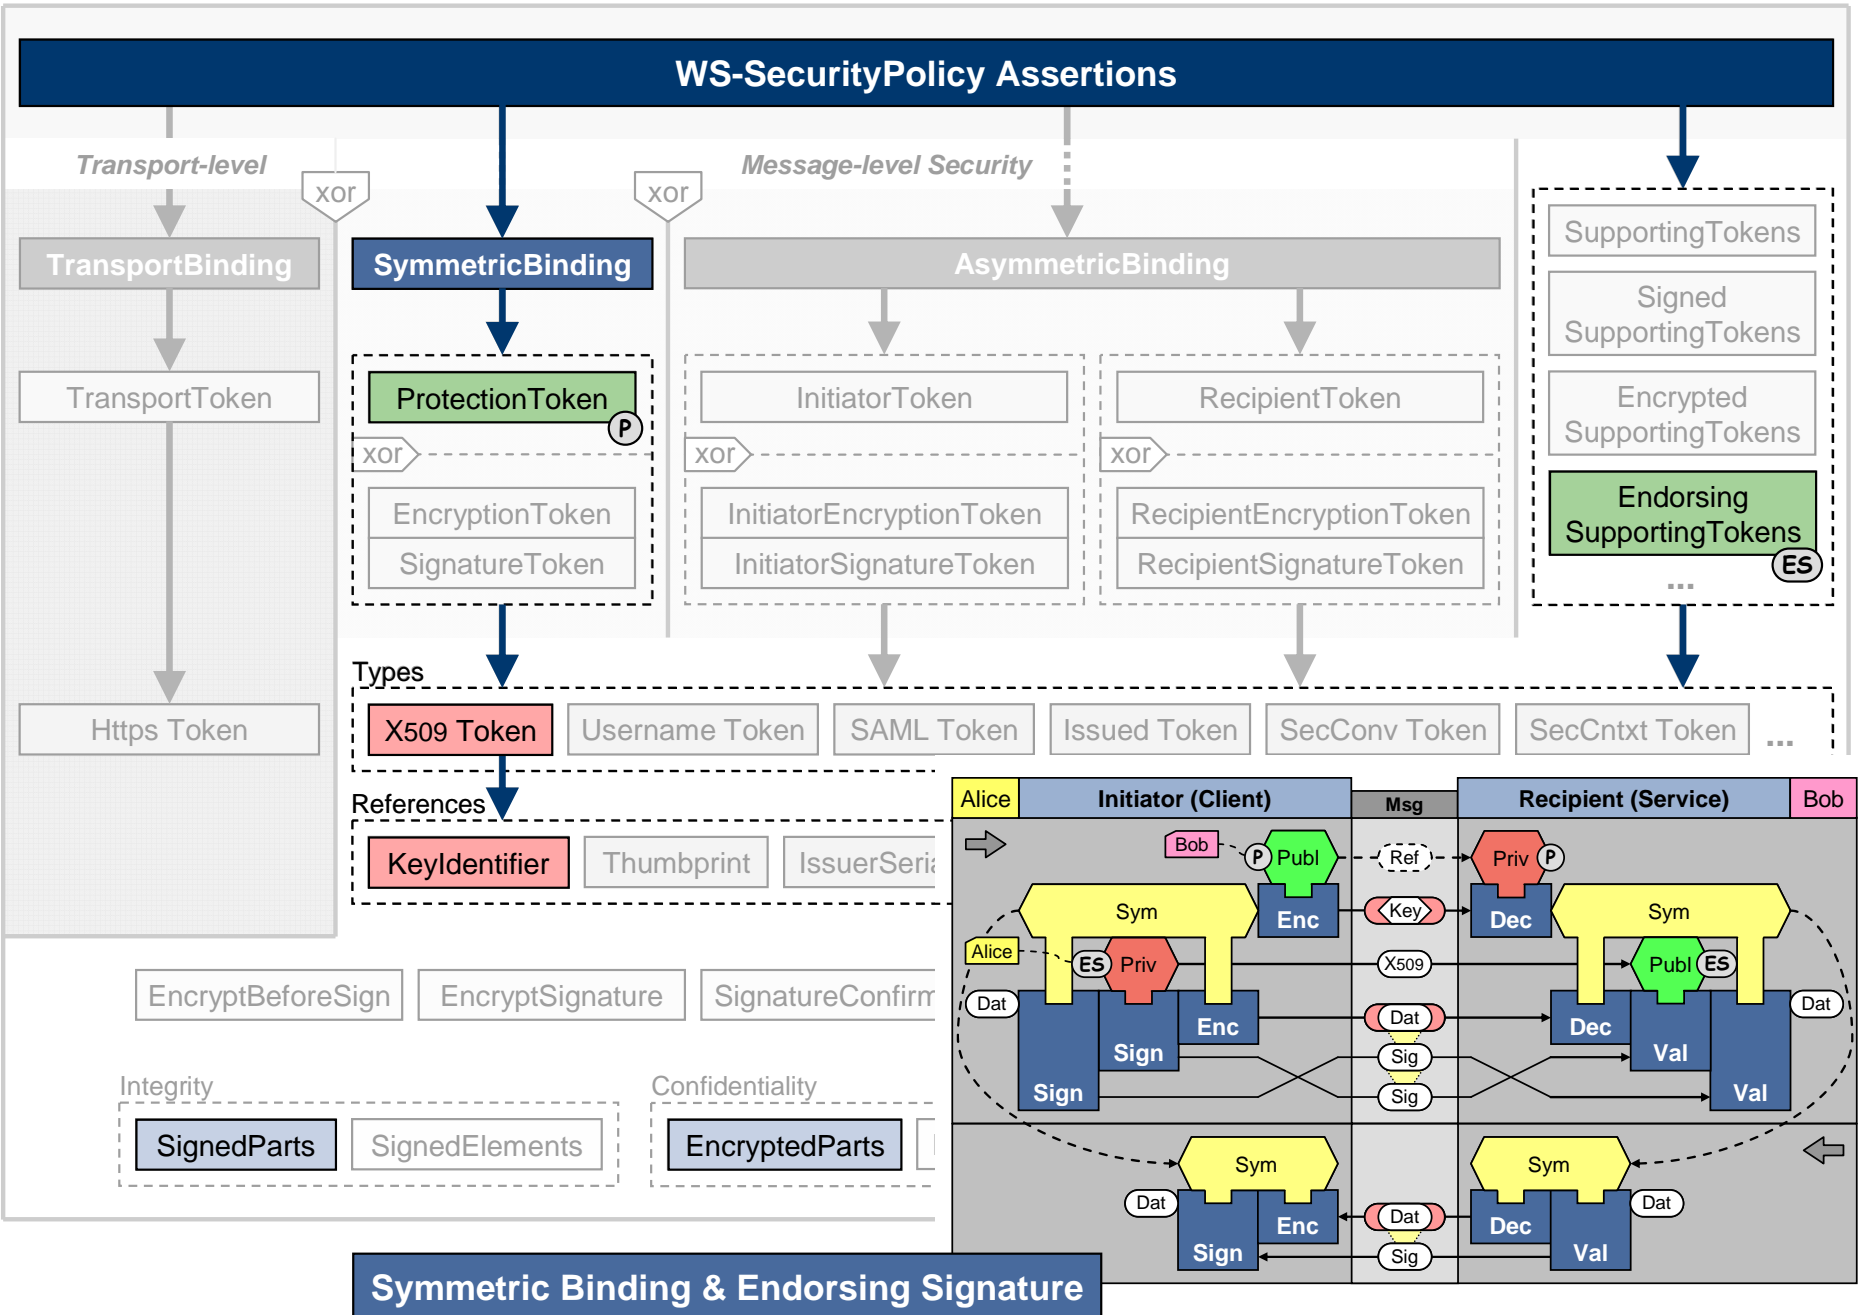 WS-SecurityPolicy Assertions
Transport-level
Message-level Security
xor
xor
TransportBinding
SymmetricBinding
AsymmetricBinding
SupportingTokens
Signed
SupportingTokens
Encrypted
SupportingTokens
Endorsing
SupportingTokens
ES
...
TransportToken
ProtectionToken
P
InitiatorToken
RecipientToken
xor
xor
xor
EncryptionToken
SignatureToken
InitiatorEncryptionToken
InitiatorSignatureToken
RecipientEncryptionToken
RecipientSignatureToken
Types
Https Token
X509 Token
Username Token
SAML Token
Issued Token
SecConv Token
SecCntxt Token
...
References
KeyIdentifier
Thumbprint
IssuerSeria
EncryptBeforeSign
EncryptSignature
SignatureConfirm
Integrity
SignedParts
SignedElements
Confidentiality
EncryptedParts
Alice
Initiator (Client)
Msg
Recipient (Service)
Bob
Bob
P
Publ
Ref
Priv
P
Sym
Enc
Key
Dec
Sym
Alice
ES
Priv
X509
Publ
ES
Dat
Enc
Dat
Dec
Dat
Sign
Sig
Val
Sign
Sig
Val
Sym
Sym
Dat
Enc
Dat
Dec
Dat
Sign
Sig
Val
Symmetric Binding & Endorsing Signature